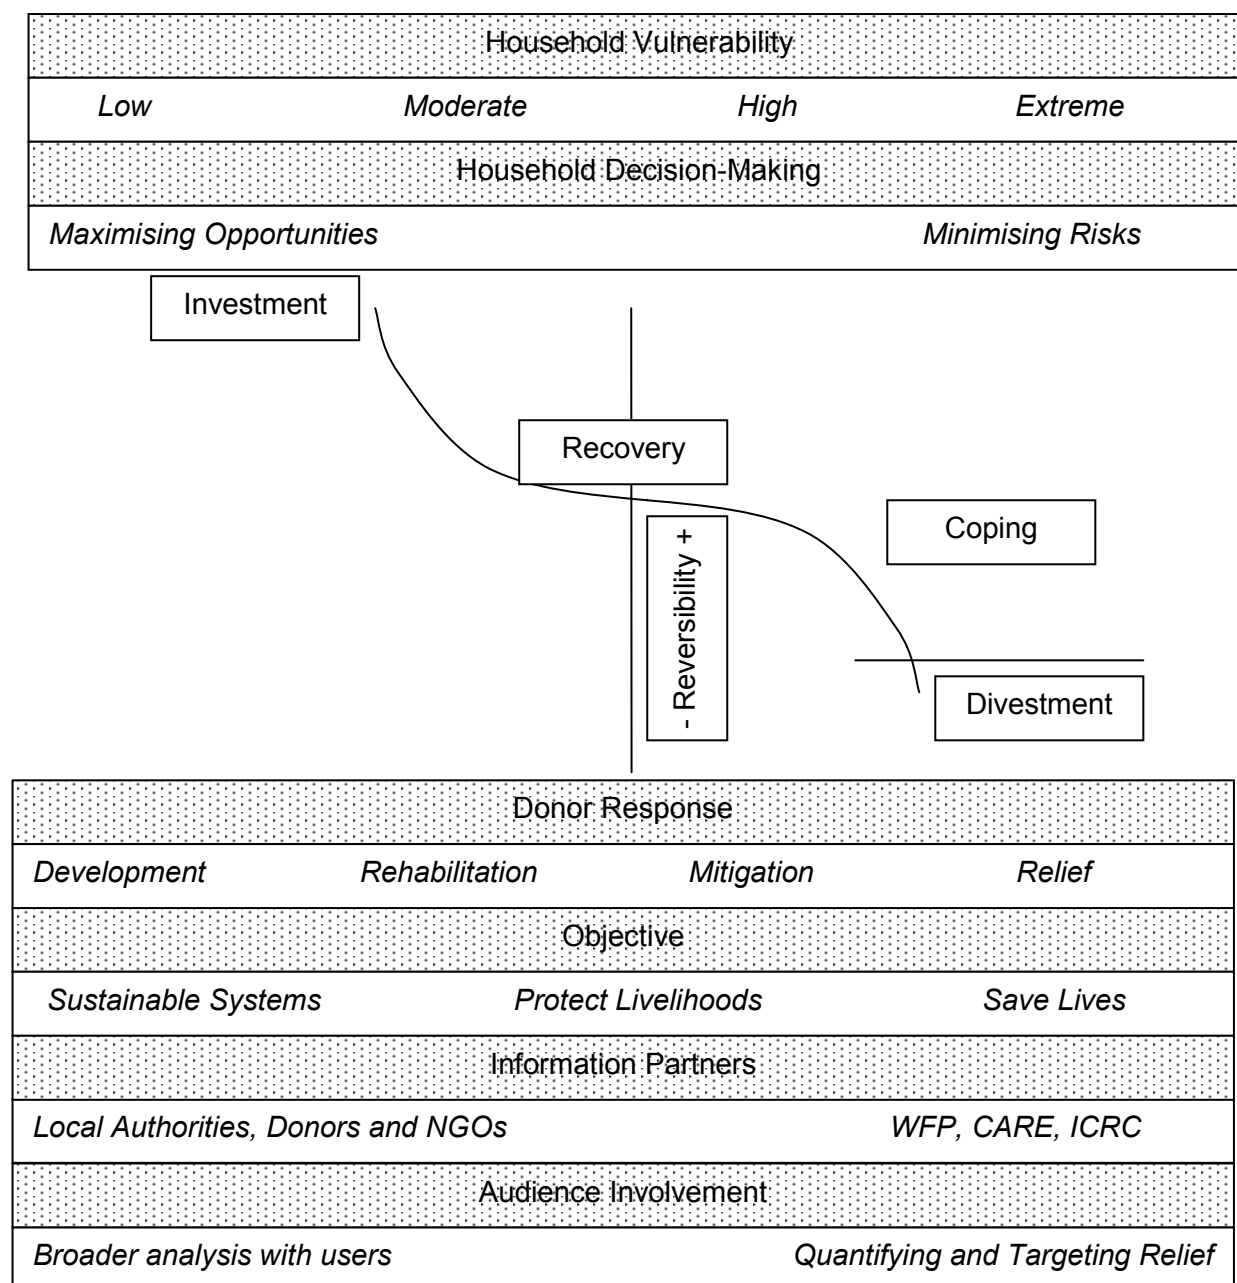 Household Vulnerability
Low Moderate High Extreme
Household Decision-Making
Maximising Opportunities Minimising Risks
Investment
Recovery
Coping
- Reversibility +
Divestment
Donor Response
Development Rehabilitation Mitigation Relief
Objective
Sustainable Systems Protect Livelihoods Save Lives
Information Partners
Local Authorities, Donors and NGOs WFP, CARE, ICRC
Audience Involvement
Broader analysis with users Quantifying and Targeting Relief